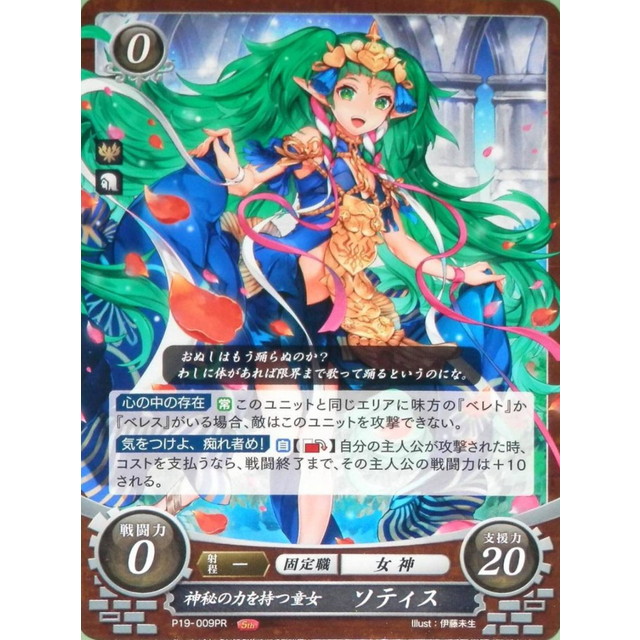 0
おぬしはもう踊らぬのか?
わしに体があれば限界まで歌って踊るというのにな。
心の中の存在 常 このユニットと同じエリアに味方の『ベレト』か
『ベレス』がいる場合、敵はこのユニットを攻撃できない。
気をつけよ、痴れ者め! 自 【】自分の主人公が攻撃された時、
コストを支払うなら、戦闘終了まで、その主人公の戦闘力は+10
される。
戦闘力
0
射程 - 固定職 女神
支援力
20
神秘の力を持つ童女 ソティス
P19-009PR 5th Illust:伊藤未生